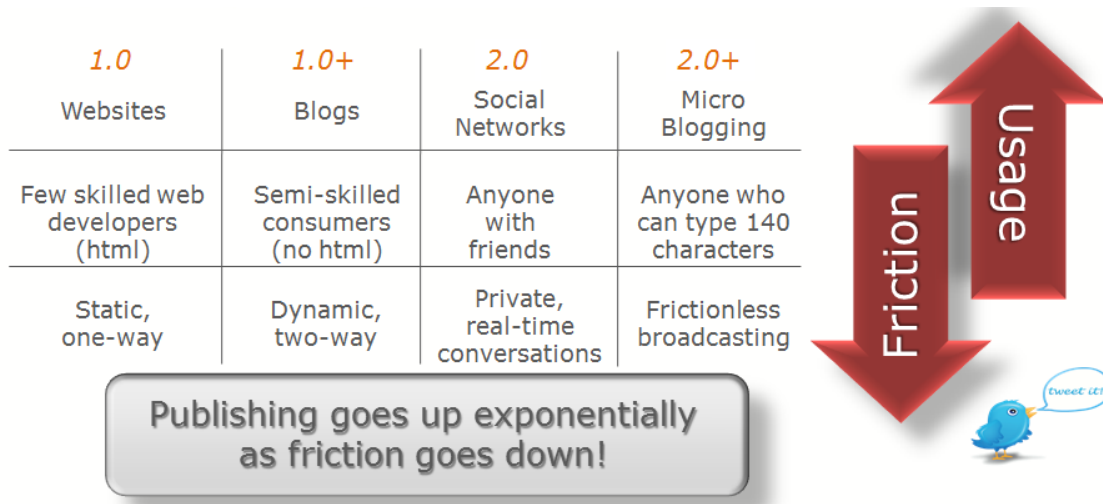 1.0
Websites
Few skilled web
developers
(html)
Static,
one-way
1.0+
Blogs
Semi-skilled
consumers
(no html)
Dynamic,
two-way
2.0
Social
Networks
Anyone
with
friends
Private,
real-time
conversations
2.0+
Micro
Blogging
Anyone who
can type 140
characters
Frictionless
broadcasting
Friction
Usage
tweet it!
Publishing goes up exponentially
as friction goes down!